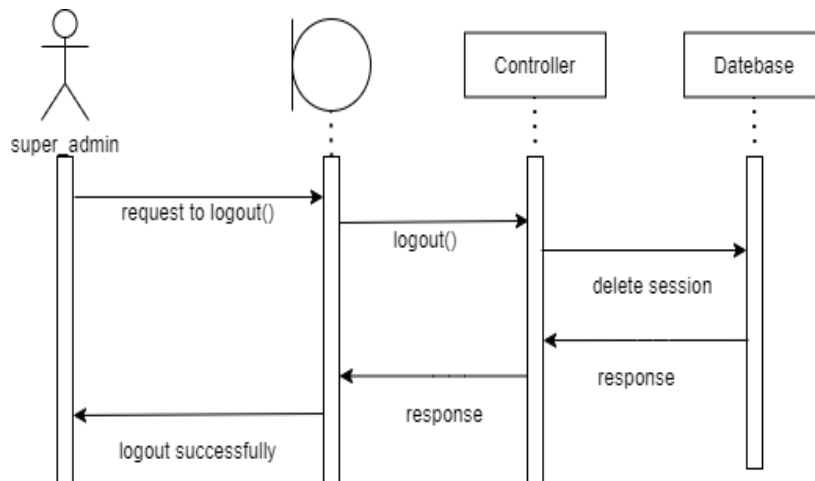 Controller
Datebase
super_admin
request to logout()
logout()
delete session
response
response
logout successfully